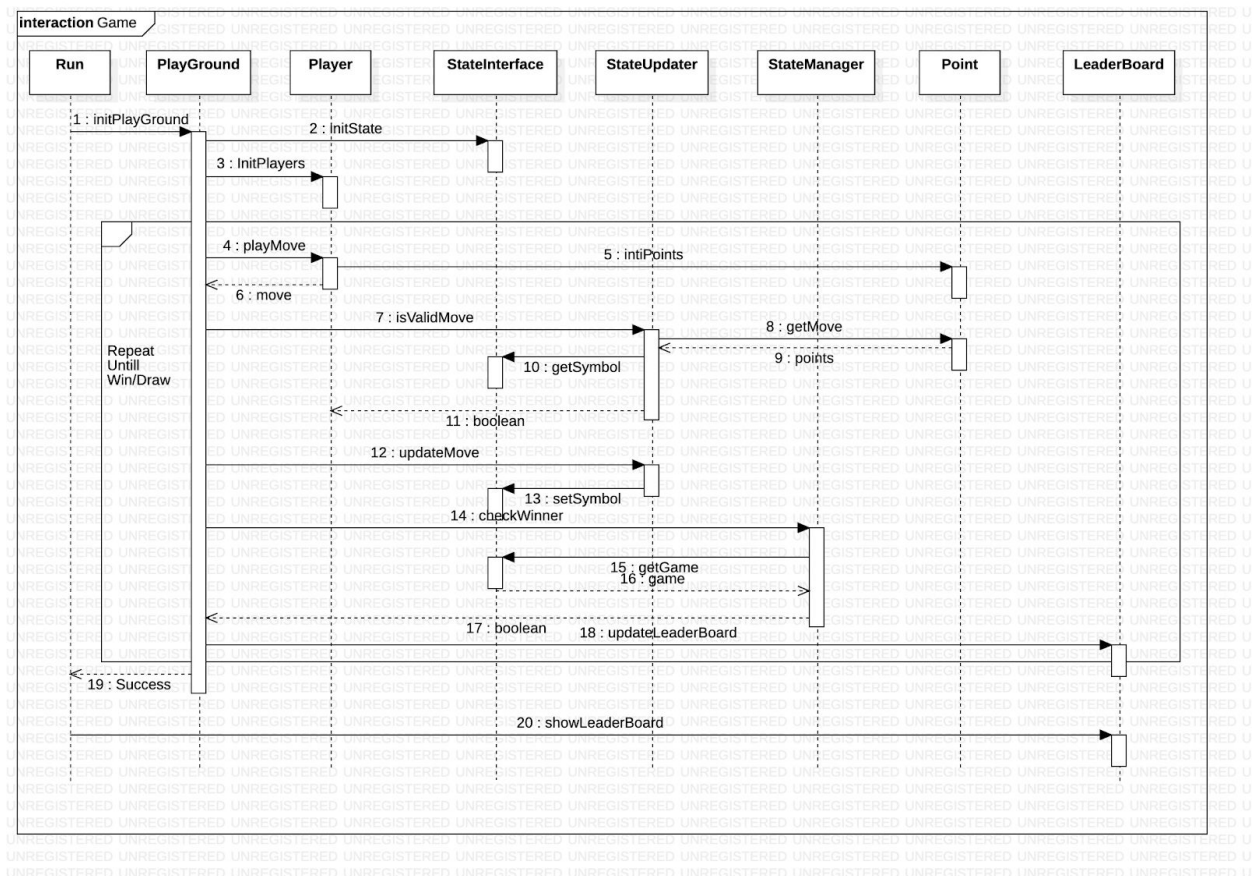 interaction Game
Run
PlayGround
Player
StateInterface
StateUpdater
StateManager
Point
LeaderBoard
1 : initPlayGround
2 : initState
3 : InitPlayers
4 : playMove
5 : intiPoints
6 : move
7 : isValidMove
8 : getMove
9 : points
Repeat
Untill
Win/Draw
10 : getSymbol
11 : boolean
12 : updateMove
13 : setSymbol
14 : checkWinner
15 : getGame
16 : game
17 : boolean
18 : updateLeaderBoard
19 : Success
20 : showLeaderBoard
UNREGISTERED